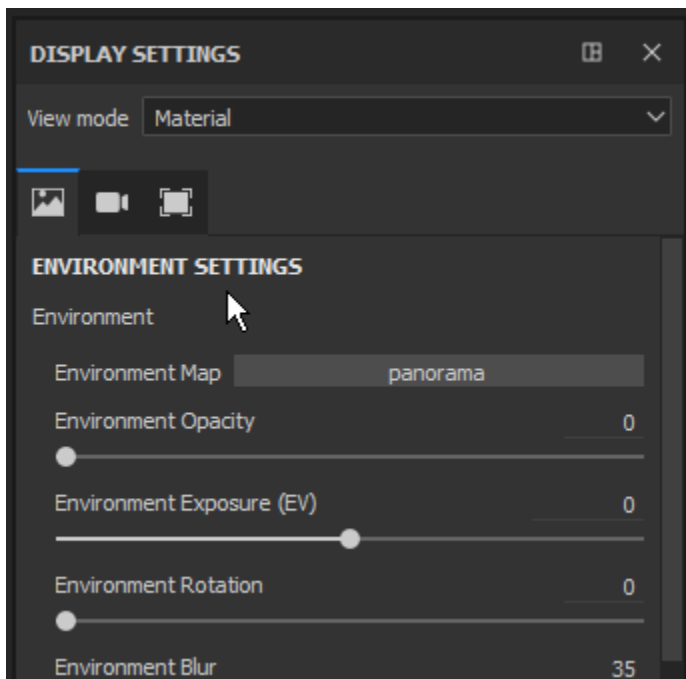 DISPLAY SETTINGS
View mode Material
ENVIRONMENT SETTINGS
Environment
Environment Map panorama
Environment Opacity 0
Environment Exposure (EV) 0
Environment Rotation 0
Environment Blur 35